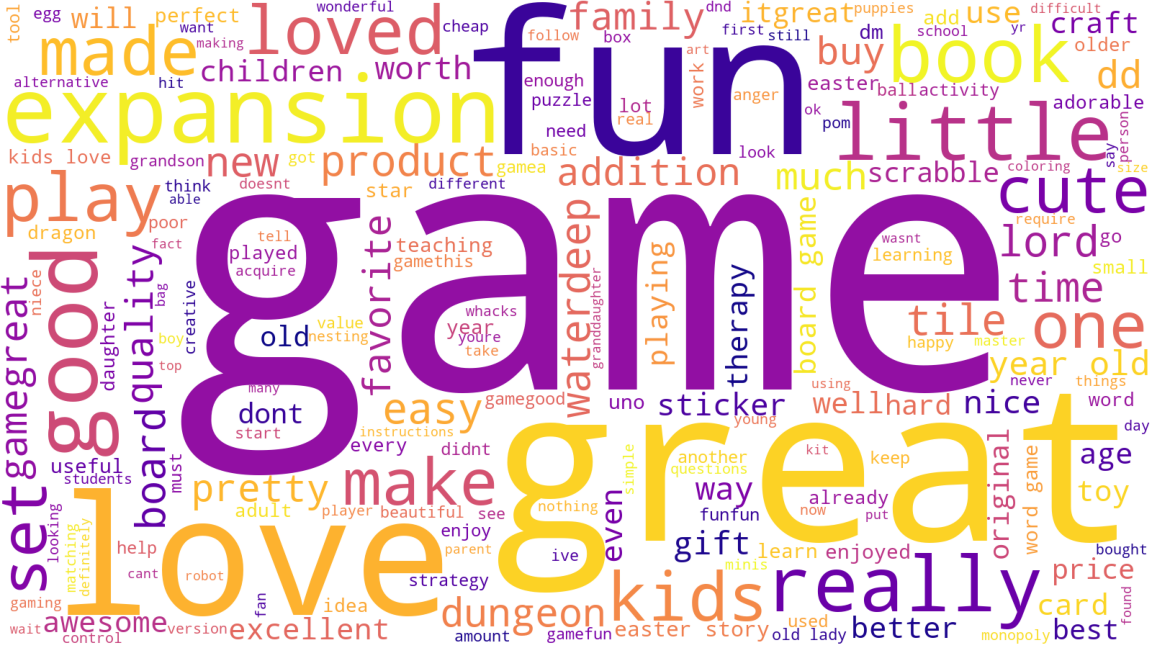 tool
egg
will
perfect
want
making
loved
wonderful
cheap
fun
follow
box
family
dnd
first
still
itgreat
puppies
add
use
difficult
school
yr
craft
made
children
worth
alternative
hit
enough
puzzle
lot
real
need
basic
work
art
anger
look
buy
dm
book
older
dd
easter
ballactivity
ok
pom
adorable
expansion
little
say
person
kids love
grandson
new
got
product
gamea
addition
much
scrabble
coloring
size
play
think
able
doesnt
star
different
cute
dragon
poor
fact
game
tell
played
acquire
favorite
teaching
gamethis
waterdeep
granddaughter
playing
therapy
board game
wasnt
learning
require
lord
go
small
time
good
quality
bag
creative
niece
daughter
gamegreat
old
value
nesting
boy
top
year
whacks
youre
take
tile
one
happy
master
year old
many
dont
start
easy
gamegood
uno
sticker
using
well
hard
nice
never
things
word
board
must
instructions
every
didnt
young
great
day
useful
students
set
pretty
make
another
questions
simple
kit
keep
original
word game
age
toy
looking
matching
definitely
love
adult
player
beautiful
see
enjoy
nothing
even
way
already
now
put
funfun
help
cant
robot
parent
ive
gift
learn
enjoyed
minis
bought
strategy
kids
really
price
gaming
fan
idea
dungeon
card
found
wait
awesome
control
version
excellent
amount
gamefun
easter story
used
old lady
better
monopoly
best